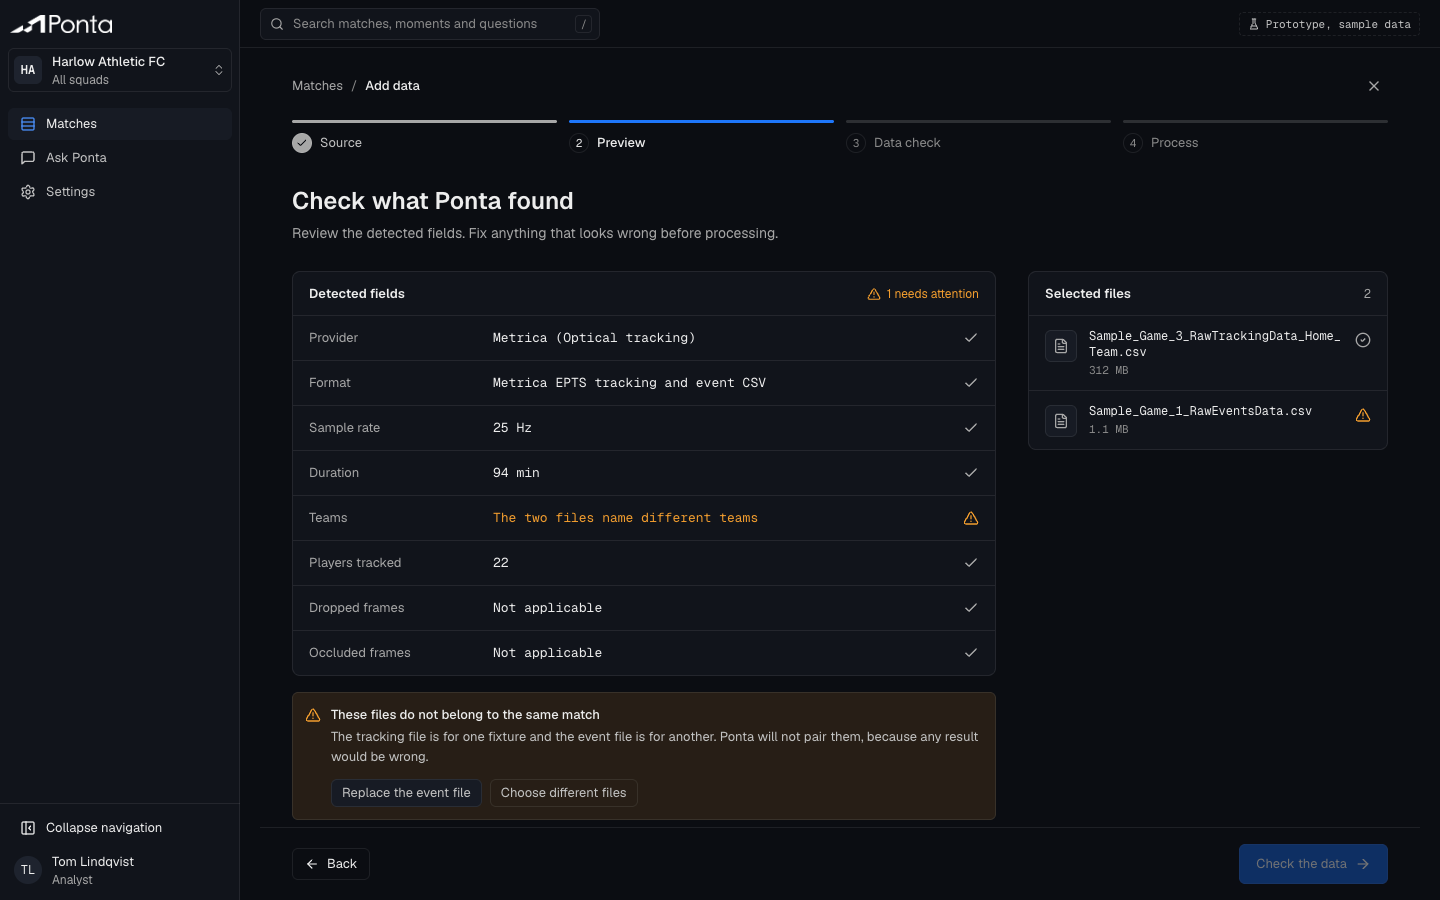 Ponta
Search matches, moments and questions
/
Prototype, sample data
HA
Harlow Athletic FC
All squads
Matches
Ask Ponta
Settings
Matches / Add data
Source
2 Preview
3 Data check
4 Process
Check what Ponta found
Review the detected fields. Fix anything that looks wrong before processing.
Detected fields
1 needs attention
Provider
Metrica (Optical tracking)
Format
Metrica EPTS tracking and event CSV
Sample rate
25 Hz
Duration
94 min
Teams
The two files name different teams
Players tracked
22
Dropped frames
Not applicable
Occluded frames
Not applicable
Selected files
2
Sample_Game_3_RawTrackingData_Home_
Team.csv
312 MB
Sample_Game_1_RawEventsData.csv
1.1 MB
These files do not belong to the same match
The tracking file is for one fixture and the event file is for another. Ponta will not pair them, because any result
would be wrong.
Replace the event file
Choose different files
Collapse navigation
TL
Tom Lindqvist
Analyst
Back
Check the data